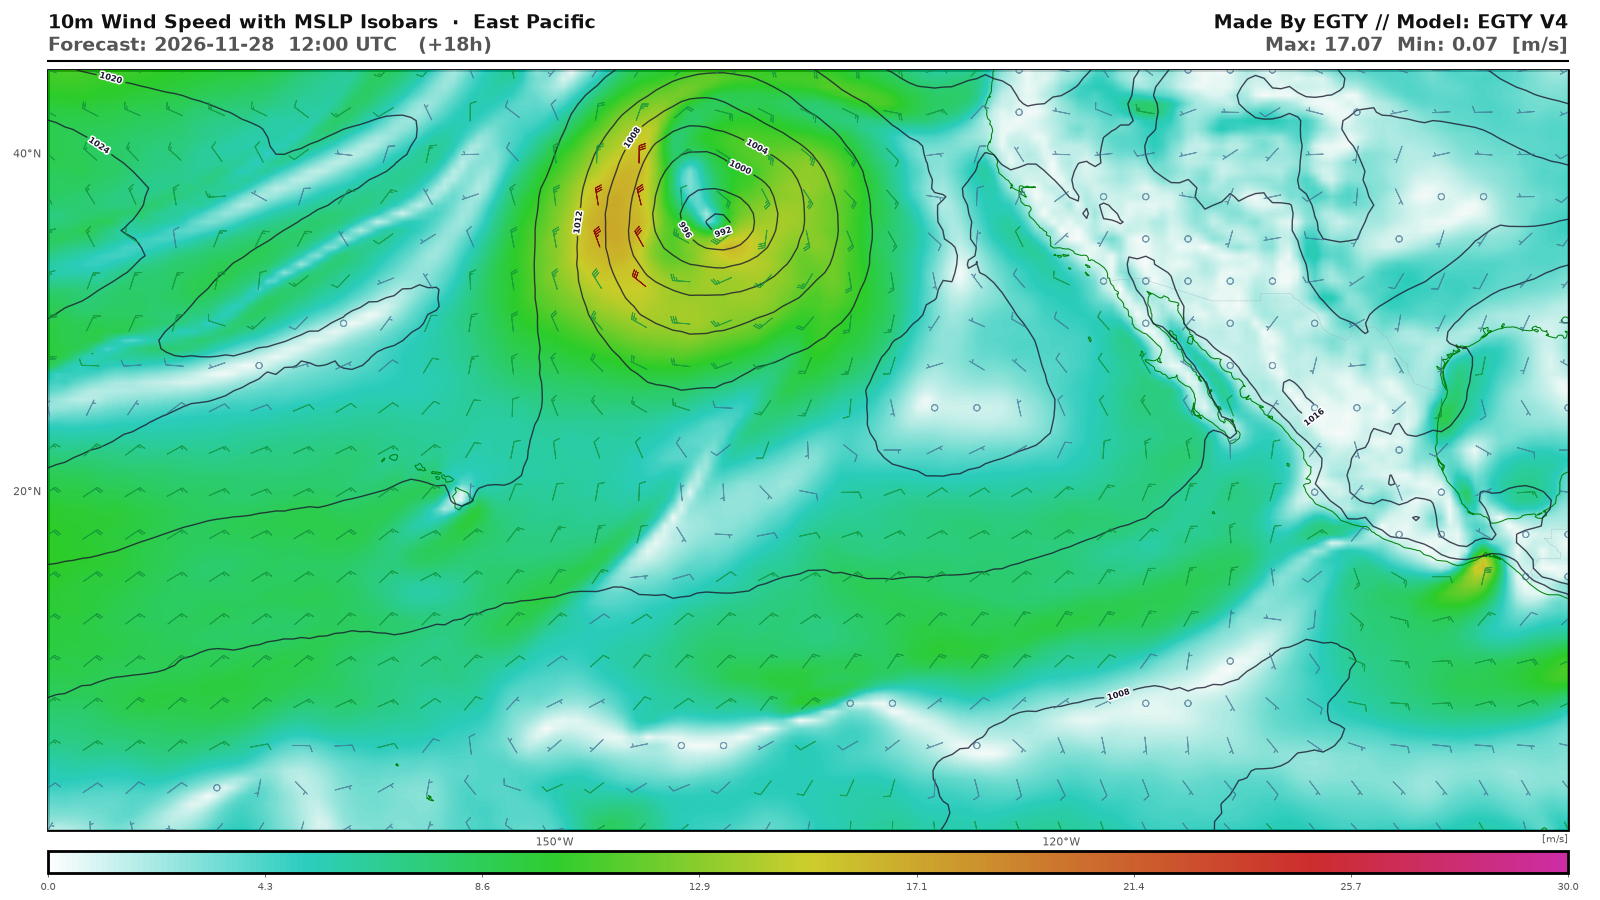 10m Wind Speed with MSLP Isobars · East Pacific
Made By EGTY // Model: EGTY V4
Forecast: 2026-11-28 12:00 UTC (+18h)
Max: 17.07 Min: 0.07 [m/s]
1020
1008
1024
40°N
1004
1000
1012
996
992
1016
20°N
1008
150°W
120°W
[m/s]
0.0
4.3
8.6
12.9
17.1
21.4
25.7
30.0